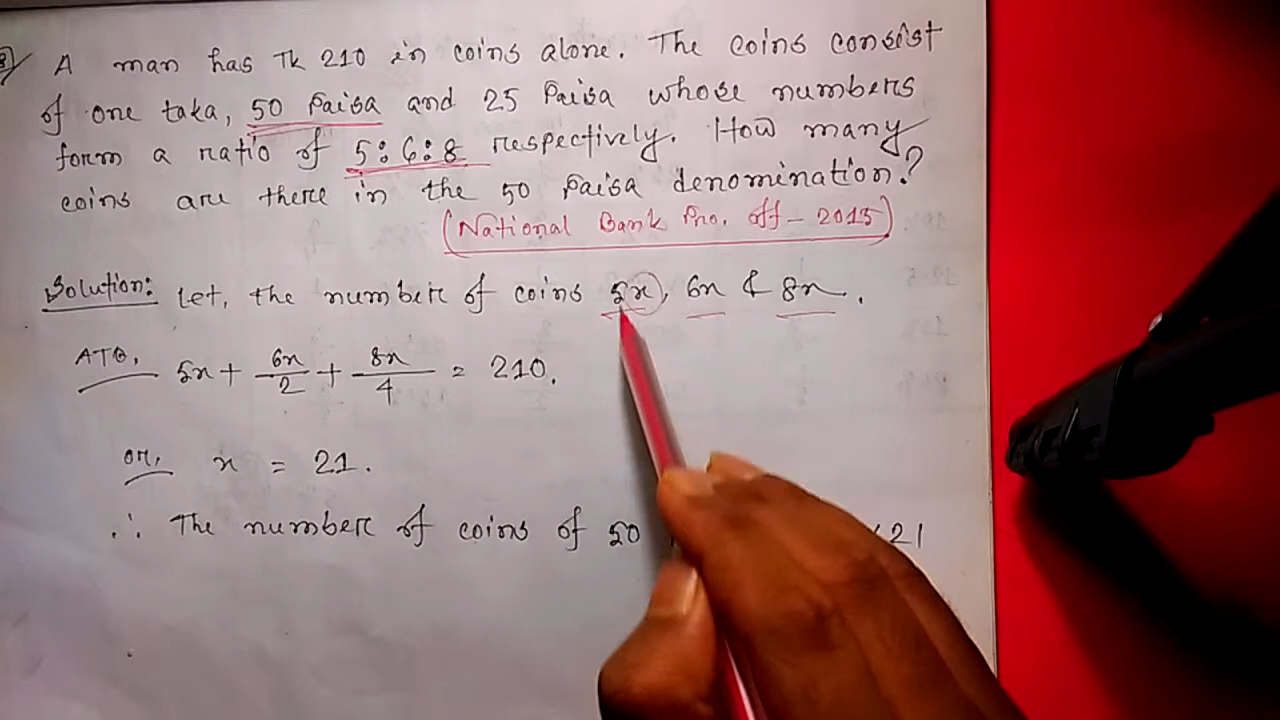 A man has Tk 210 in coins alone. The coins consist
of one taka, 50 Paisa and 25 Paisa whose numbers
form a ratio of 5:6:8 respectively. How many
coins are there in the 50 Paisa denomination?
(National Bank Pro. Off - 2015)
Solution: Let, the number of coins 5x, 6x & 8x.
ATQ, 5x + 6x/2 + 8x/4 = 210.
or, x = 21.
∴ The number of coins of 50 21